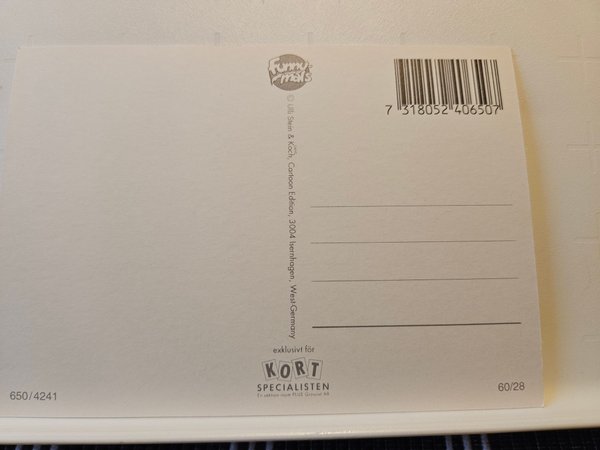 Funny
mals
7 318052 406507
© Uli Stein & Koch, Cartoon Edition, 3004 Isernhagen, West Germany
exklusivt för
KORT
SPECIALISTEN
650/4241
60/28